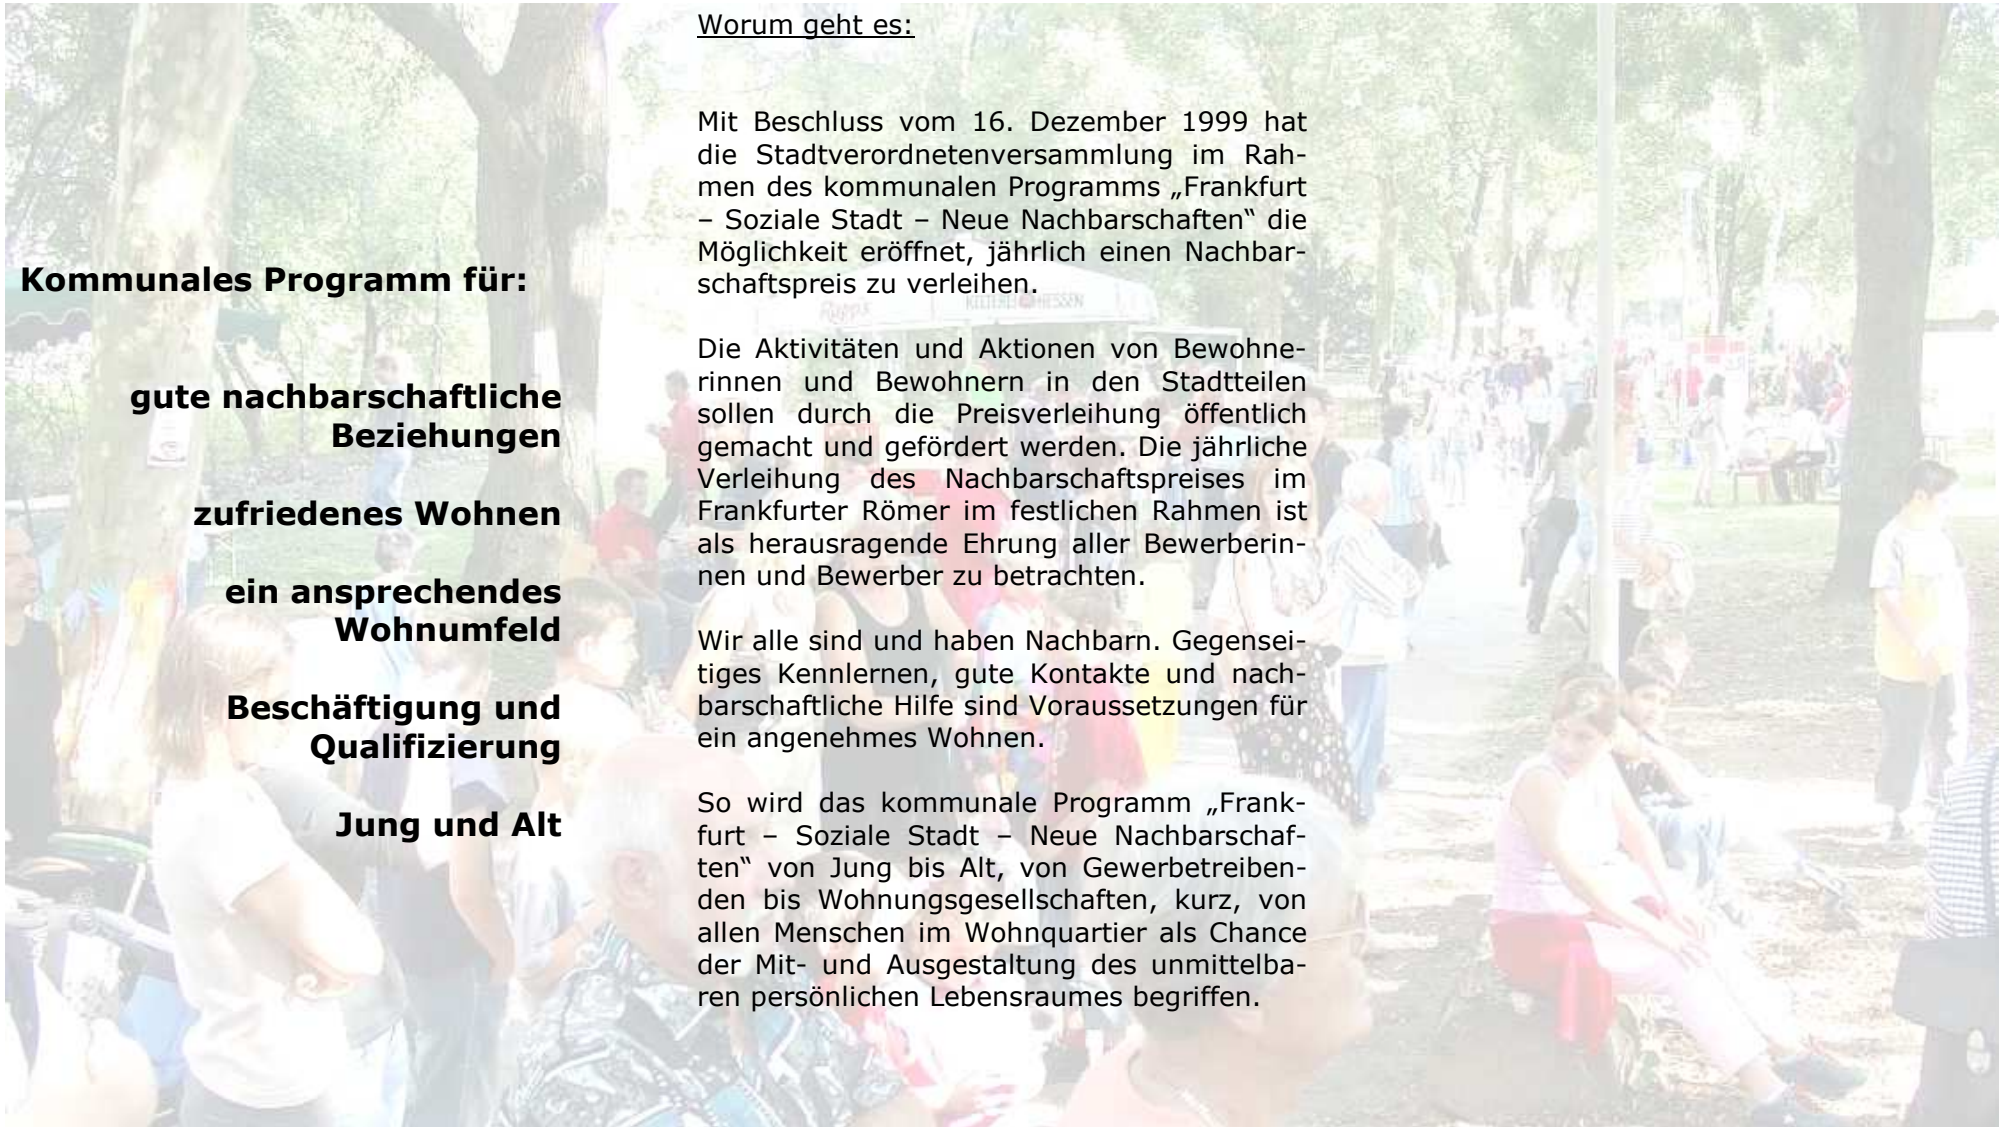 Kommunales Programm für:
gute nachbarschaftliche
Beziehungen
zufriedenes Wohnen
ein ansprechendes
Wohnumfeld
Beschäftigung und
Qualifizierung
Jung und Alt
Worum geht es:
Mit Beschluss vom 16. Dezember 1999 hat
die Stadtverordnetenversammlung im Rah-
men des kommunalen Programms „Frankfurt
– Soziale Stadt – Neue Nachbarschaften“ die
Möglichkeit eröffnet, jährlich einen Nachbar-
schaftspreis zu verleihen.
Rapp's
KELTEREI HESSEN
Die Aktivitäten und Aktionen von Bewohne-
rinnen und Bewohnern in den Stadtteilen
sollen durch die Preisverleihung öffentlich
gemacht und gefördert werden. Die jährliche
Verleihung des Nachbarschaftspreises im
Frankfurter Römer im festlichen Rahmen ist
als herausragende Ehrung aller Bewerberin-
nen und Bewerber zu betrachten.
Wir alle sind und haben Nachbarn. Gegensei-
tiges Kennlernen, gute Kontakte und nach-
barschaftliche Hilfe sind Voraussetzungen für
ein angenehmes Wohnen.
So wird das kommunale Programm „Frank-
furt – Soziale Stadt – Neue Nachbarschaf-
ten“ von Jung bis Alt, von Gewerbetreiben-
den bis Wohnungsgesellschaften, kurz, von
allen Menschen im Wohnquartier als Chance
der Mit- und Ausgestaltung des unmittelba-
ren persönlichen Lebensraumes begriffen.